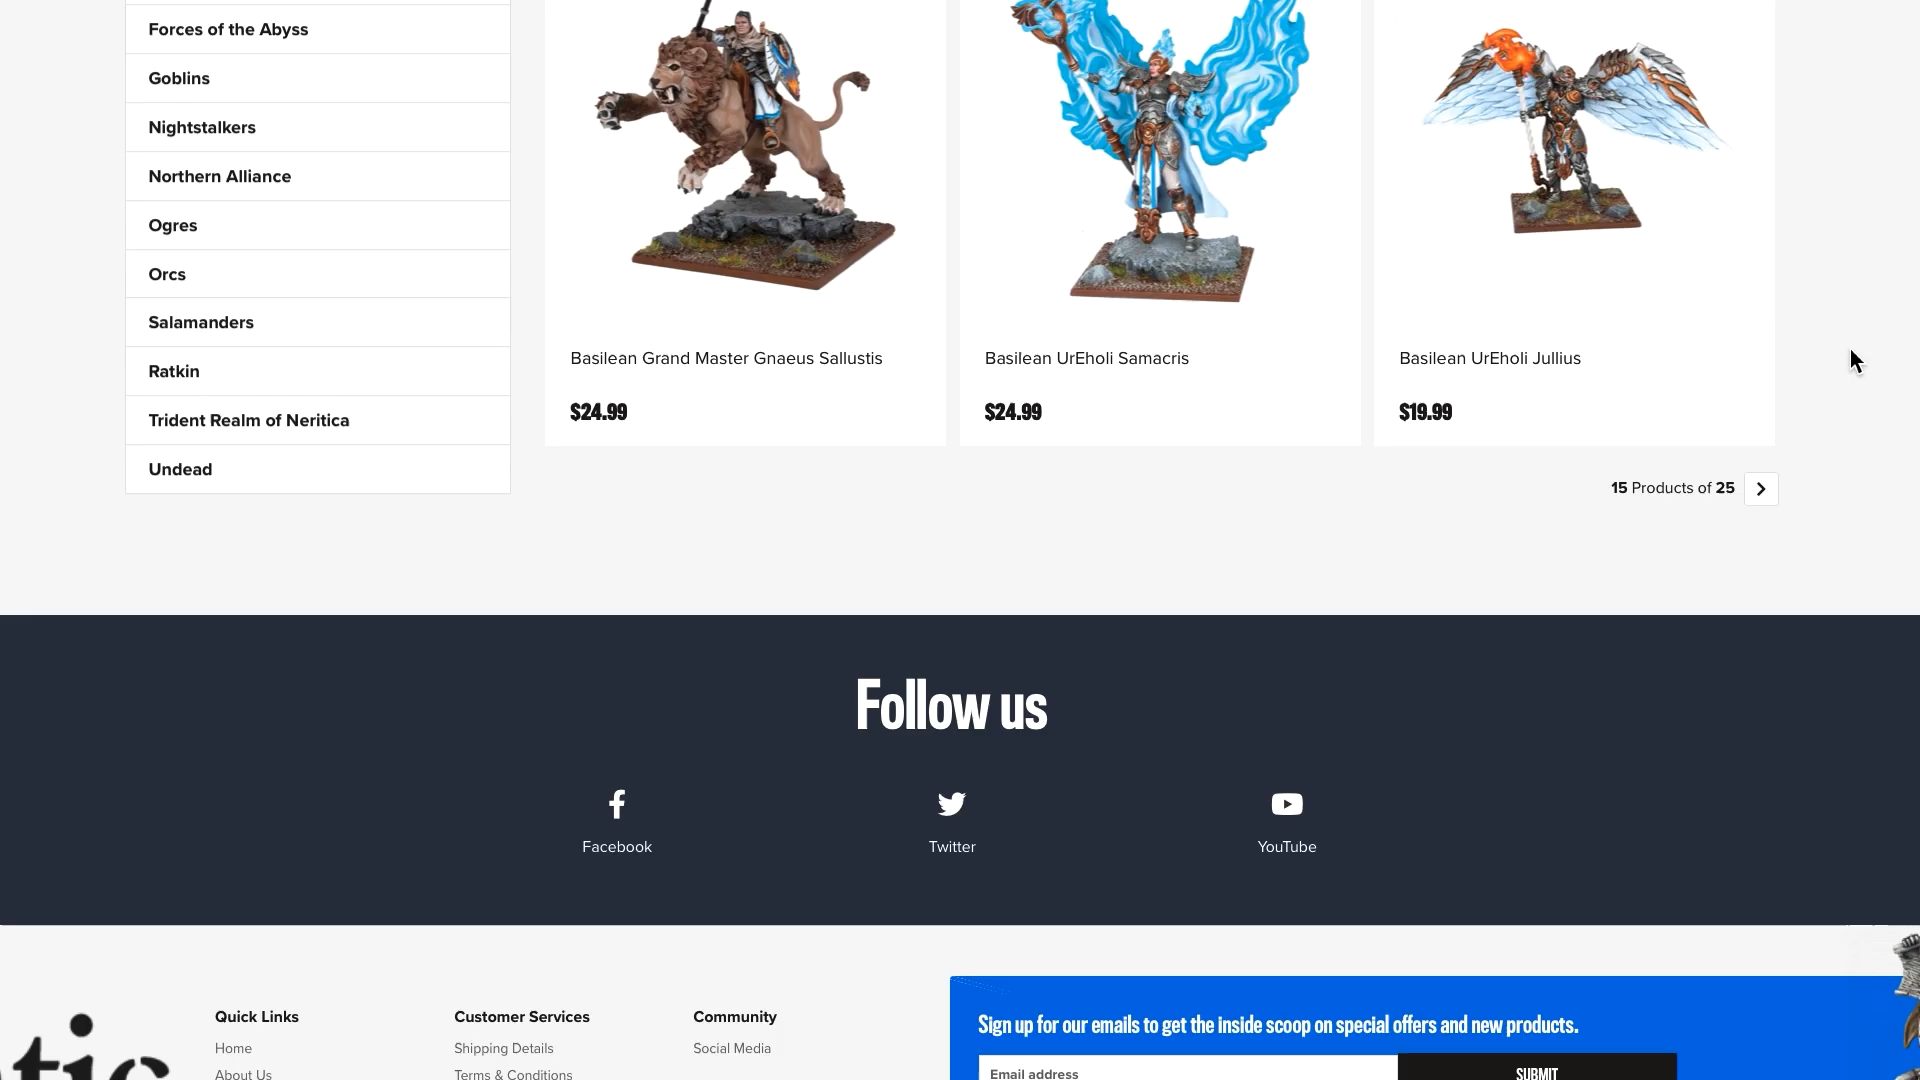 Forces of the Abyss
Goblins
Nightstalkers
Northern Alliance
Ogres
Orcs
Salamanders
Ratkin
Trident Realm of Neritica
Undead
Basilean Grand Master Gnaeus Sallustis
$24.99
Basilean UrEholi Samacris
$24.99
Basilean UrEholi Jullius
$19.99
15 Products of 25
Follow us
Facebook
Twitter
YouTube
tic
Quick Links
Home
About Us
Customer Services
Shipping Details
Terms & Conditions
Community
Social Media
Sign up for our emails to get the inside scoop on special offers and new products.
Email address
SUBMIT